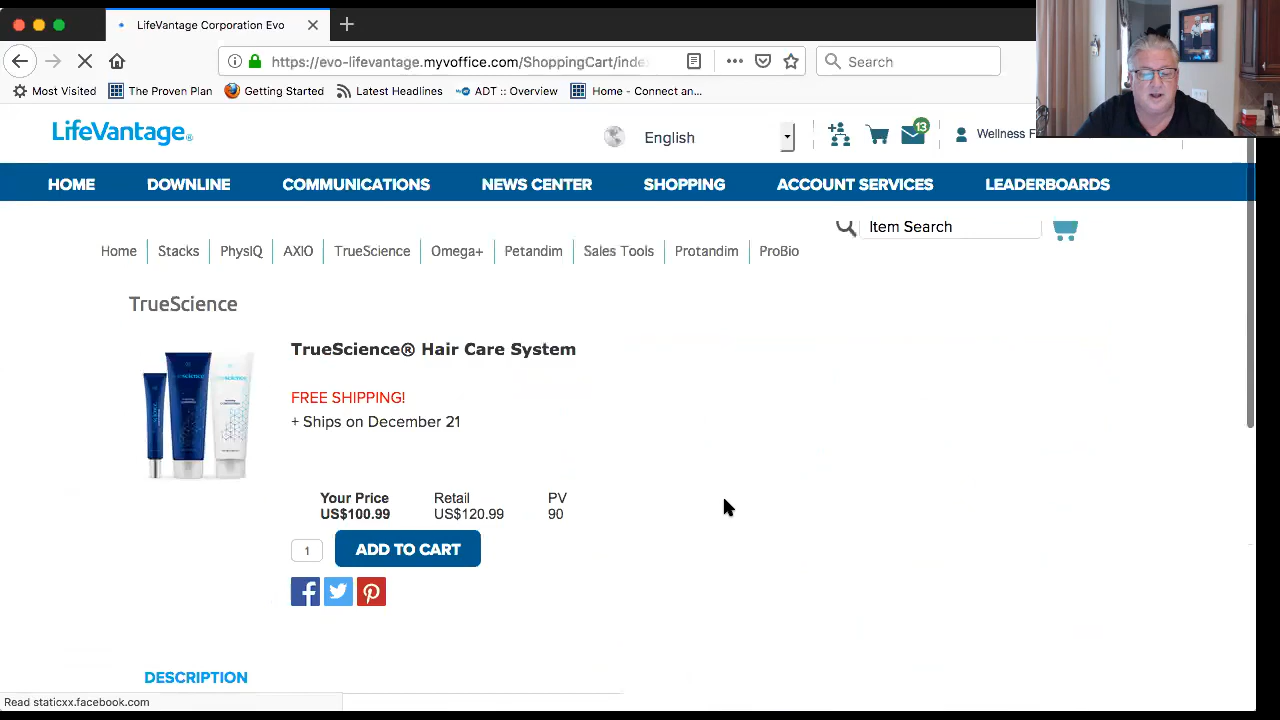 LifeVantage Corporation Evo
https://evo-lifevantage.myvoffice.com/ShoppingCart/inde
Search
Most Visited
The Proven Plan
Getting Started
Latest Headlines
ADT :: Overview
Home - Connect an...
LifeVantage®
English
13
Wellness F
HOME
DOWNLINE
COMMUNICATIONS
NEWS CENTER
SHOPPING
ACCOUNT SERVICES
LEADERBOARDS
Item Search
Home
Stacks
PhysIQ
AXIO
TrueScience
Omega+
Petandim
Sales Tools
Protandim
ProBio
TrueScience
TrueScience® Hair Care System
FREE SHIPPING!
+ Ships on December 21
Your Price Retail PV
US$100.99 US$120.99 90
1
ADD TO CART
DESCRIPTION
Read staticxx.facebook.com